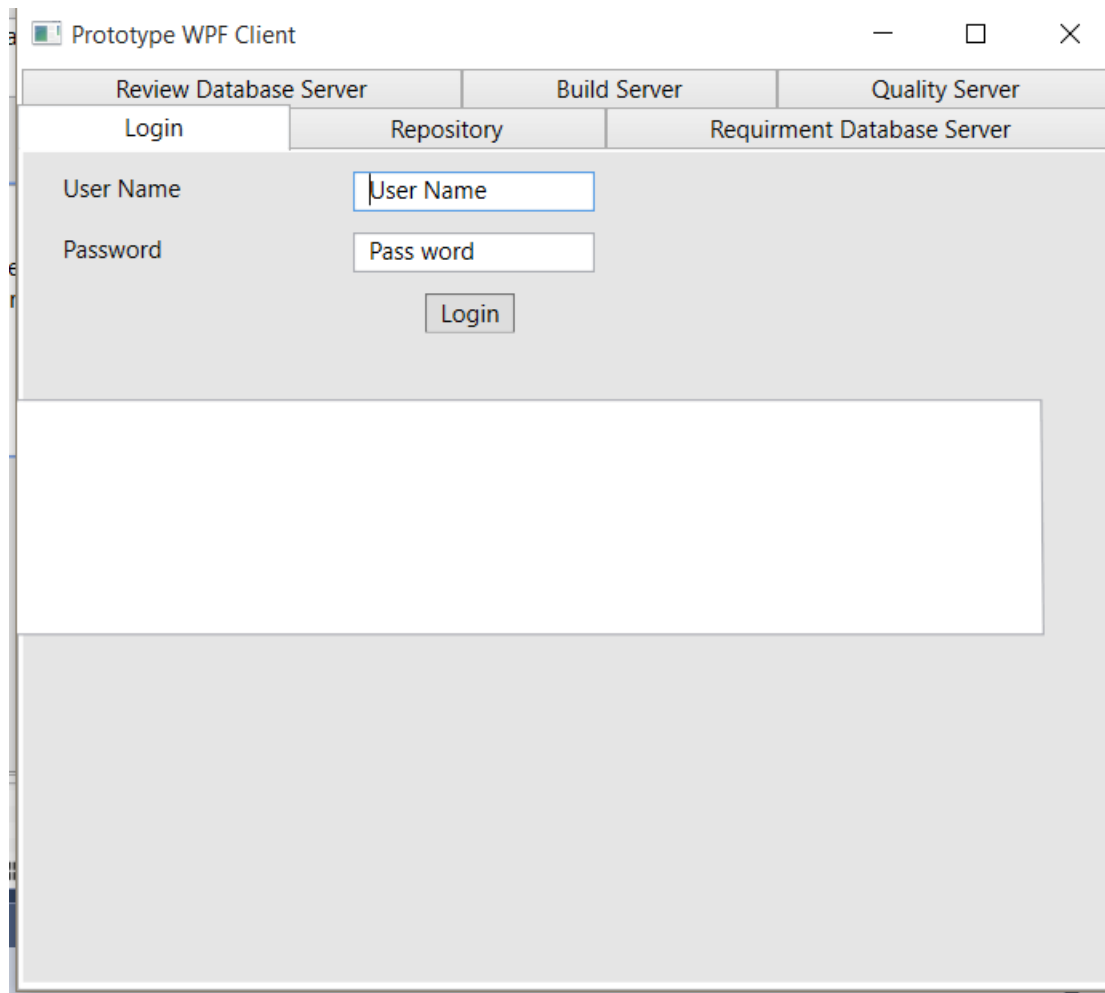 Prototype WPF Client
Review Database Server Build Server Quality Server
Login Repository Requirment Database Server
User Name User Name
Password Pass word
Login